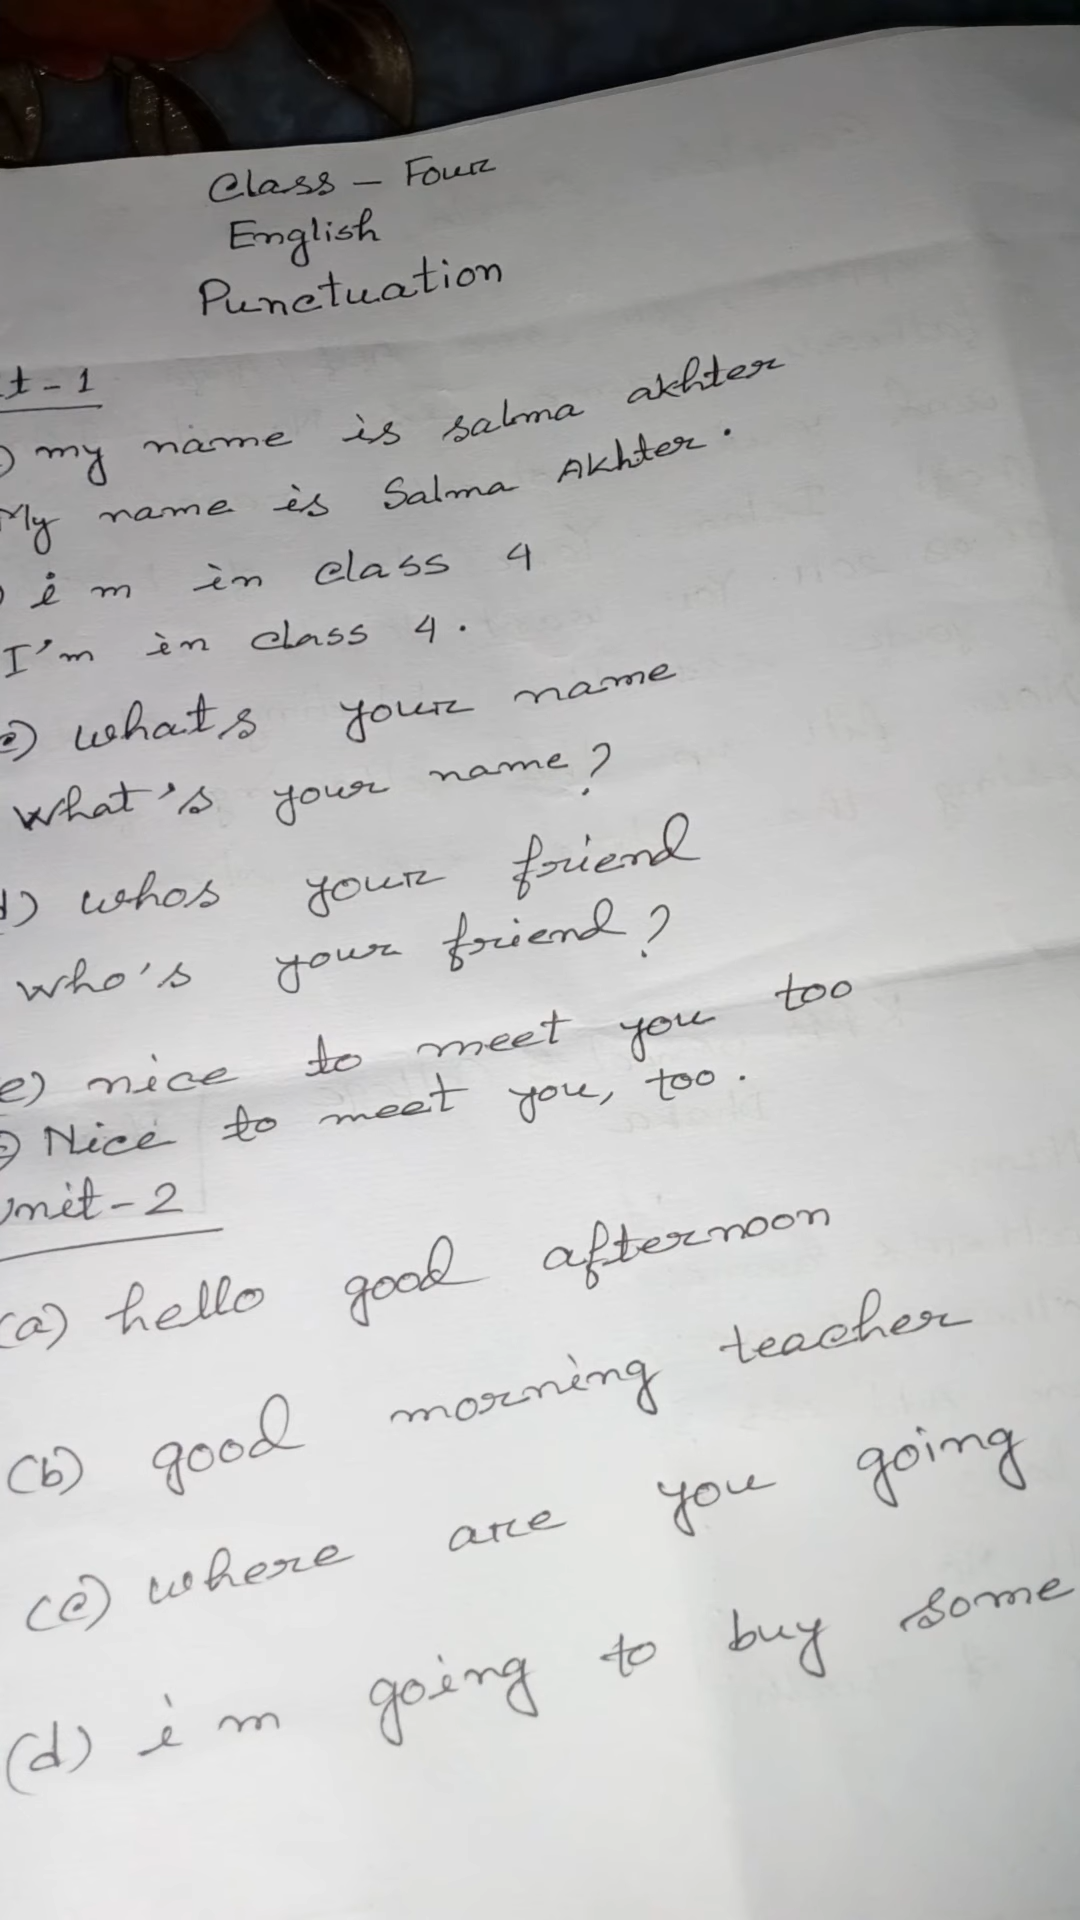 Class – Four
English
Punctuation
t - 1
) my name is salma akhter
My name is Salma Akhter.
) i m in class 4
I'm in class 4.
c) whats your name
What's your name?
d) whos your friend
who's your friend?
e) nice to meet you too
Nice to meet you, too.
Unit - 2
(a) hello good afternoon
(b) good morning teacher
(c) where are you going
(d) i m going to buy some